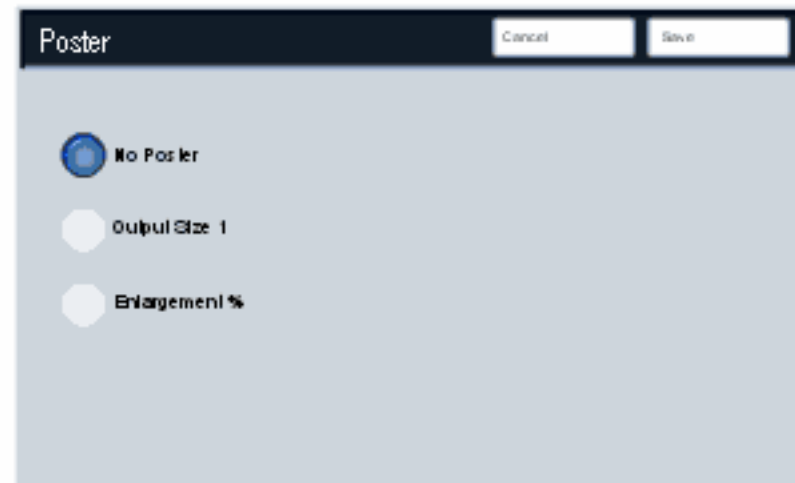 Poster
Cancel
Save
No Poster
Output Size 1
Enlargement %